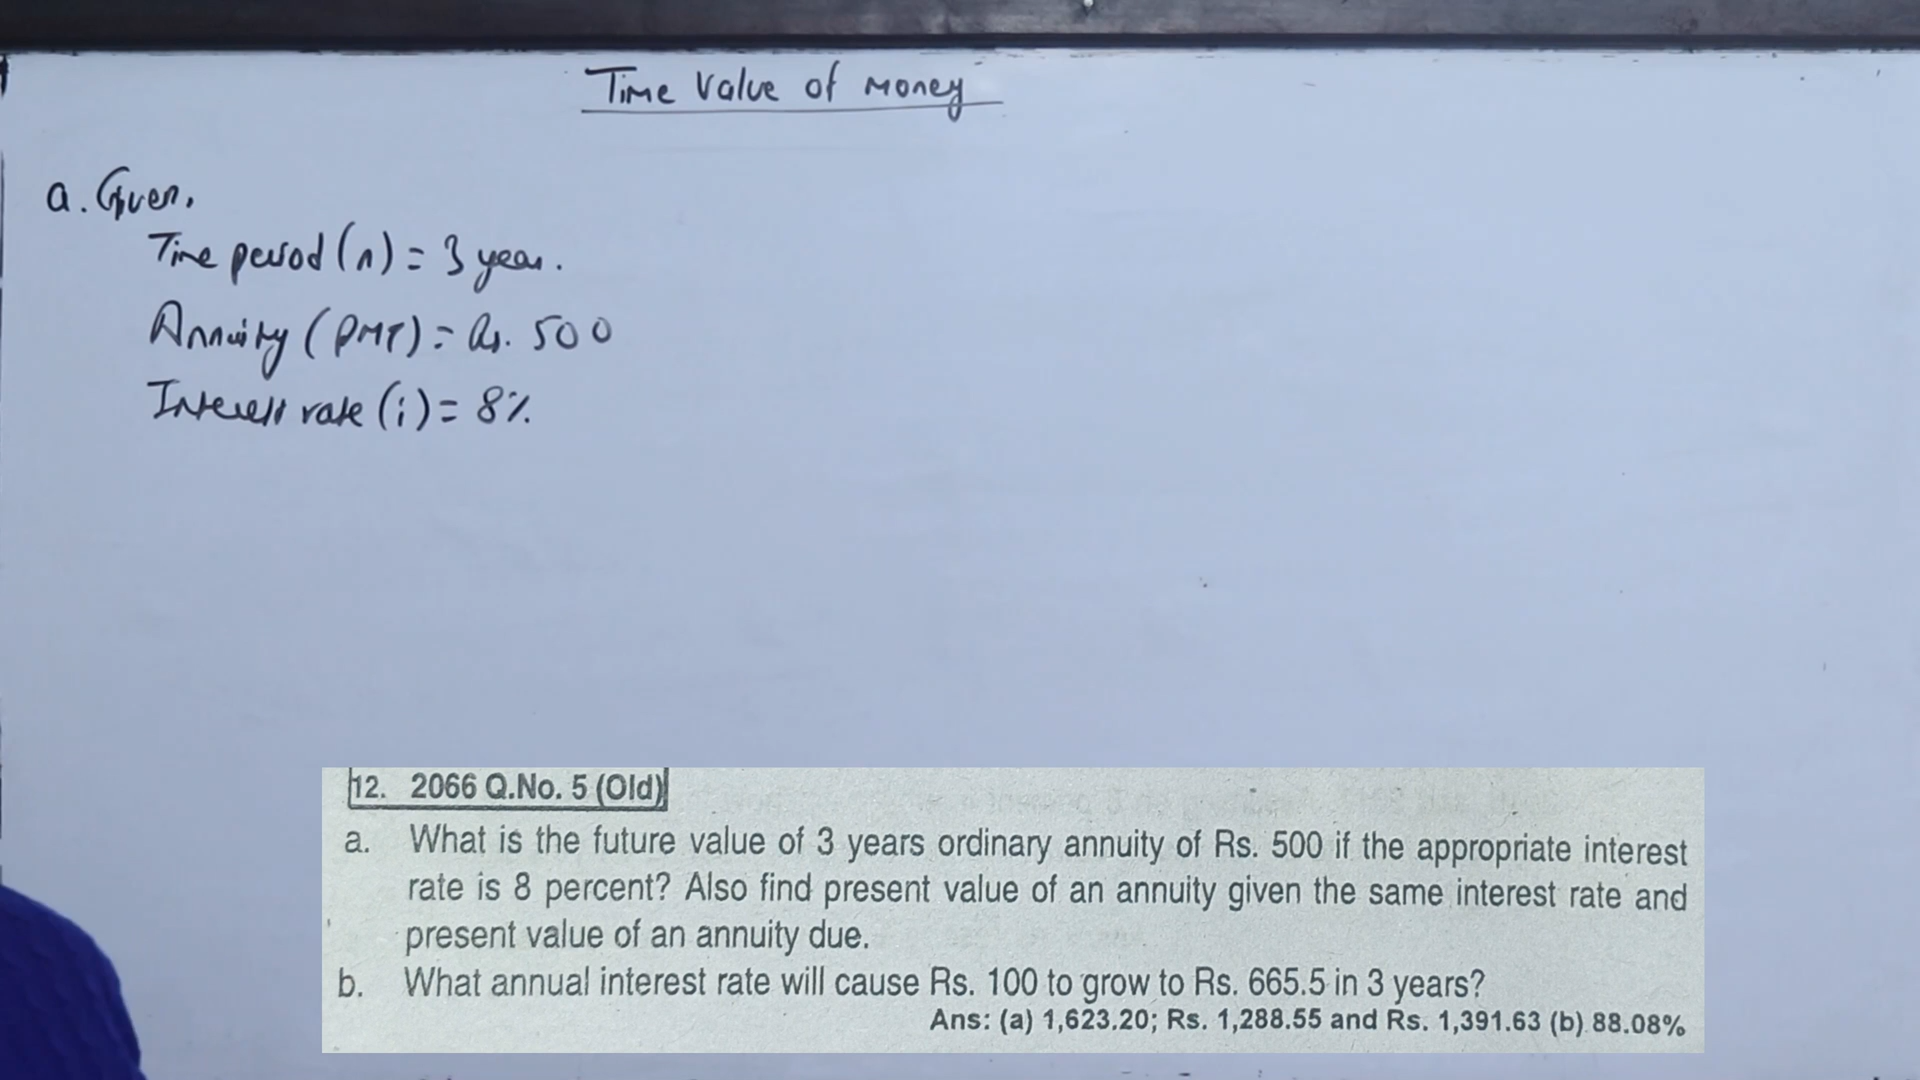 Time Value of Money
a. Given,
Time period (n) = 3 year.
Annuity (PMT) = Rs. 500
Interest rate (i) = 8%
12. 2066 Q.No. 5 (Old)
a. What is the future value of 3 years ordinary annuity of Rs. 500 if the appropriate interest
rate is 8 percent? Also find present value of an annuity given the same interest rate and
present value of an annuity due.
b. What annual interest rate will cause Rs. 100 to grow to Rs. 665.5 in 3 years?
Ans: (a) 1,623.20; Rs. 1,288.55 and Rs. 1,391.63 (b) 88.08%